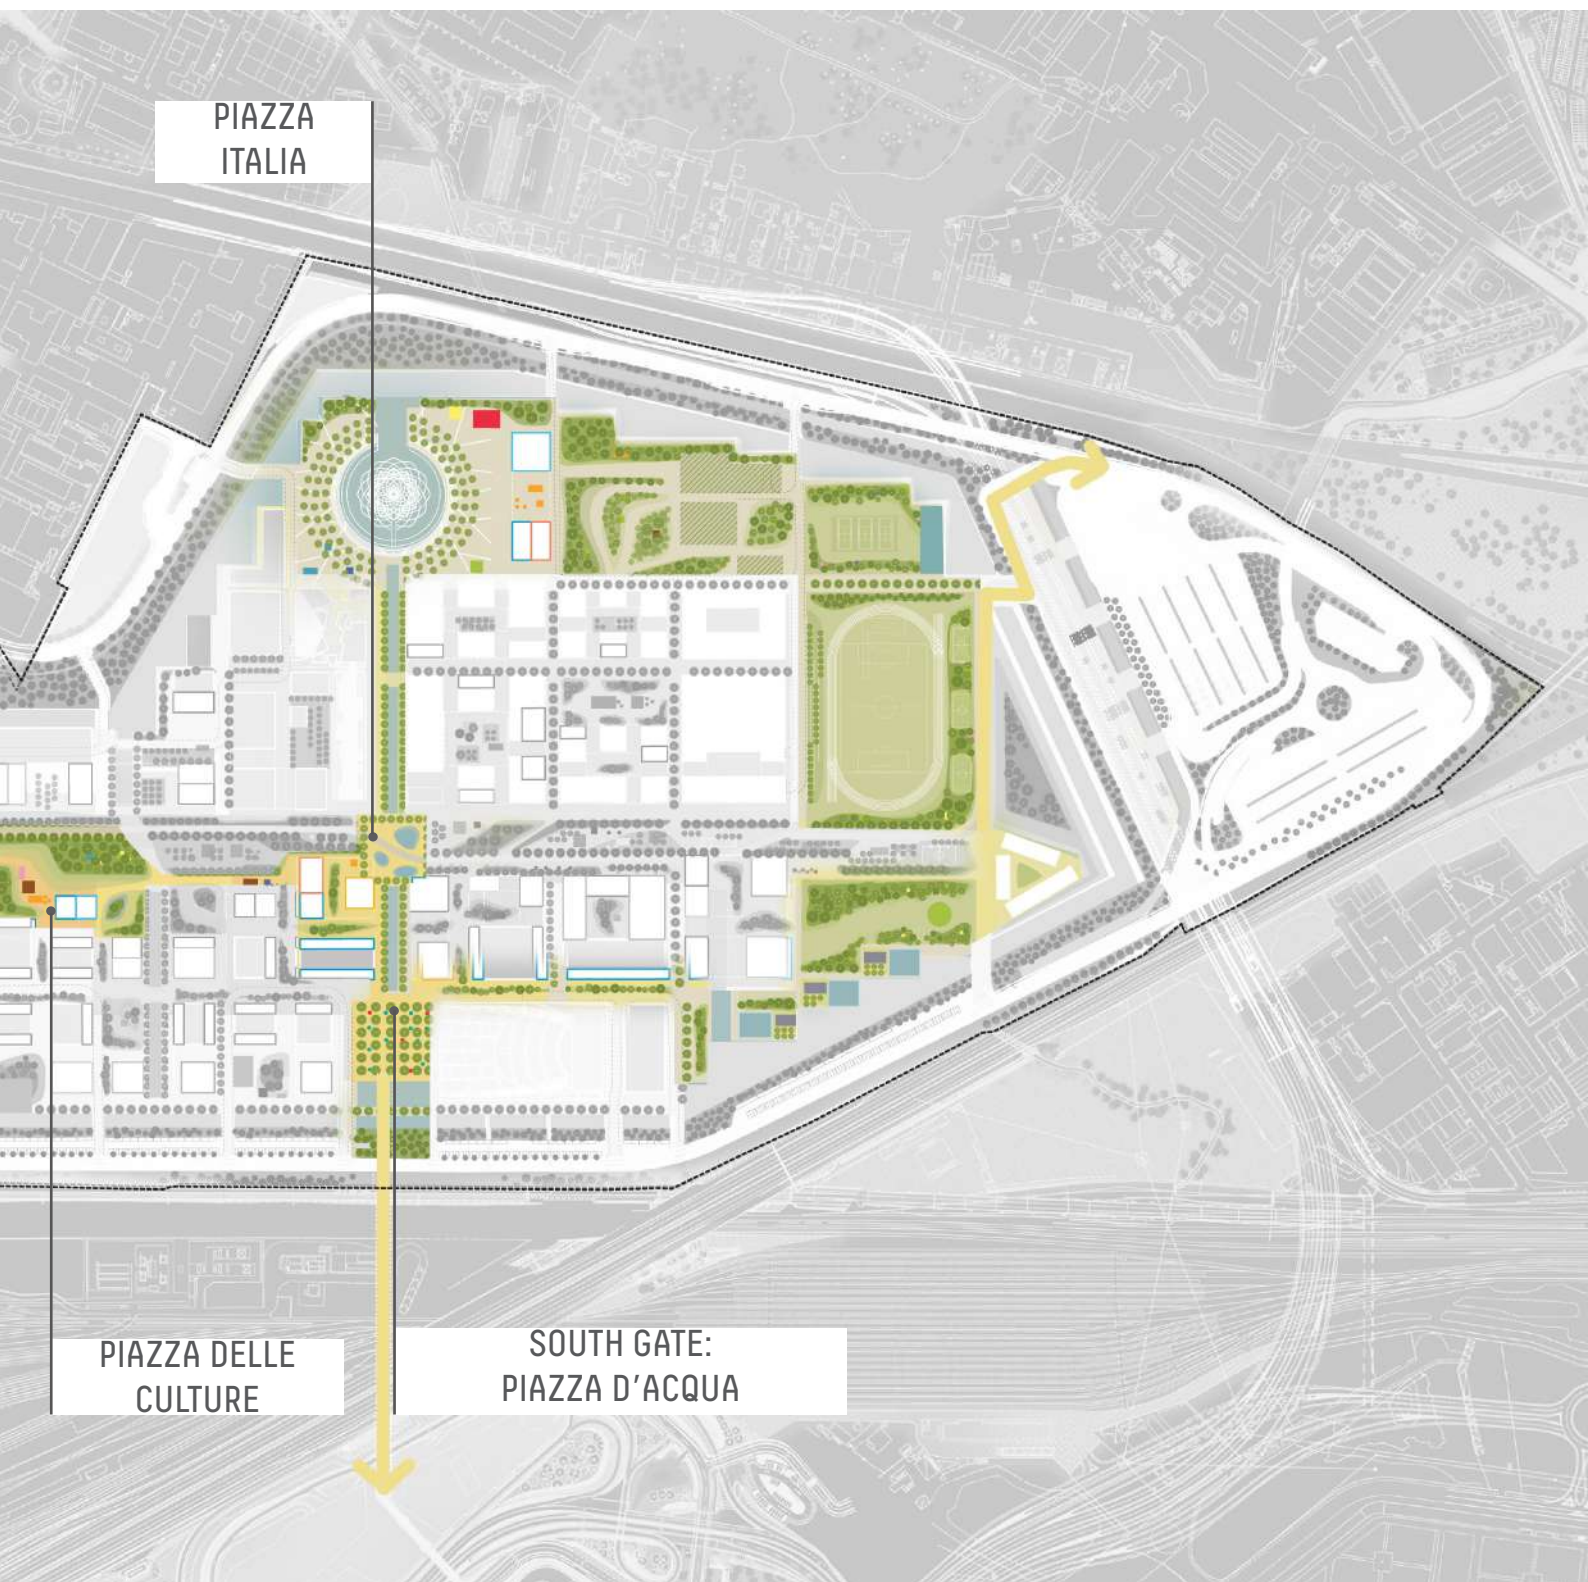 PIAZZA
ITALIA
PIAZZA DELLE
CULTURE
SOUTH GATE:
PIAZZA D'ACQUA